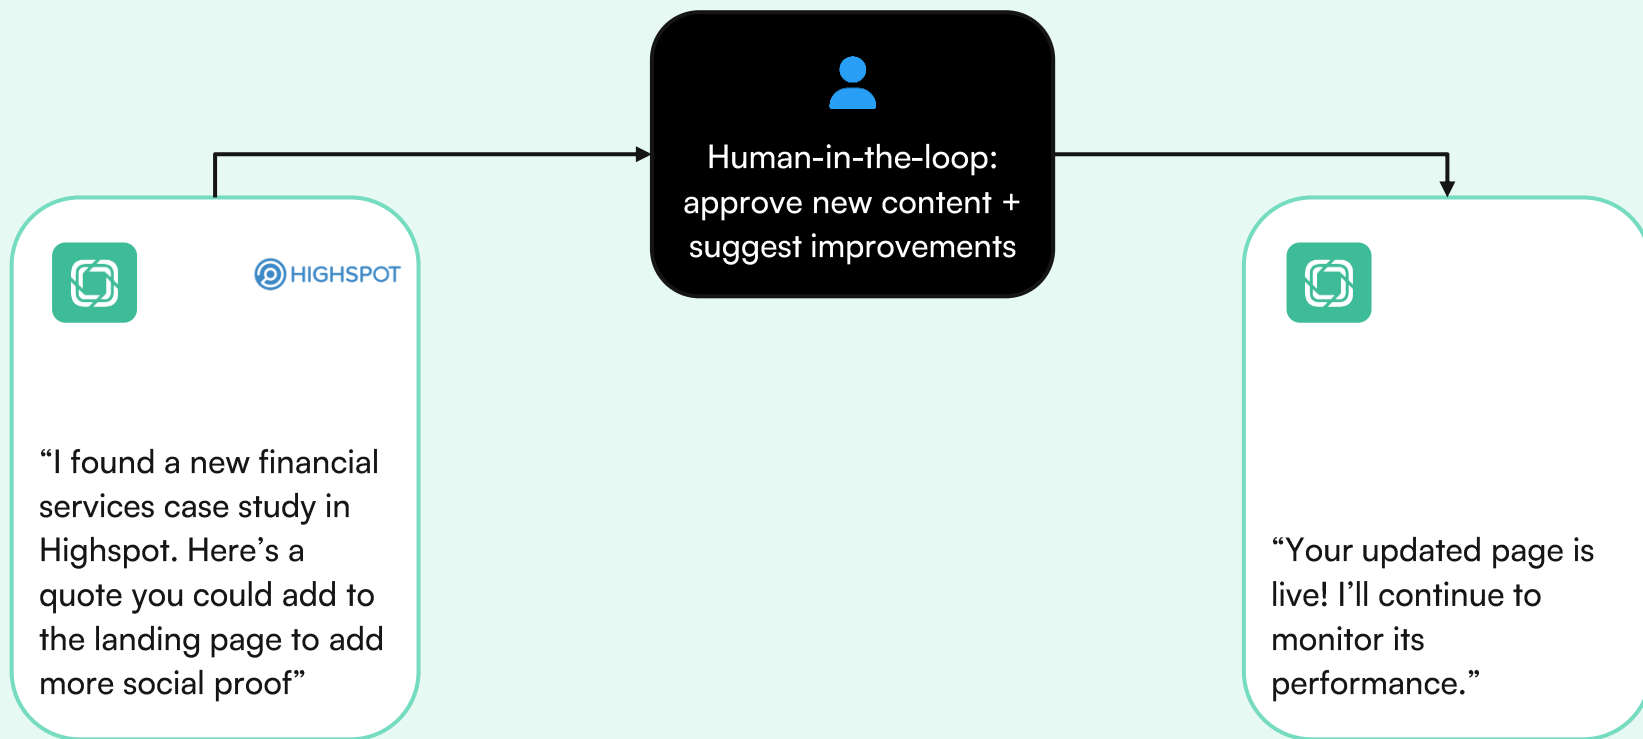 Human-in-the-loop:
approve new content +
suggest improvements
HIGHSPOT
“I found a new financial
services case study in
Highspot. Here’s a
quote you could add to
the landing page to add
more social proof”
“Your updated page is
live! I’ll continue to
monitor its
performance.”